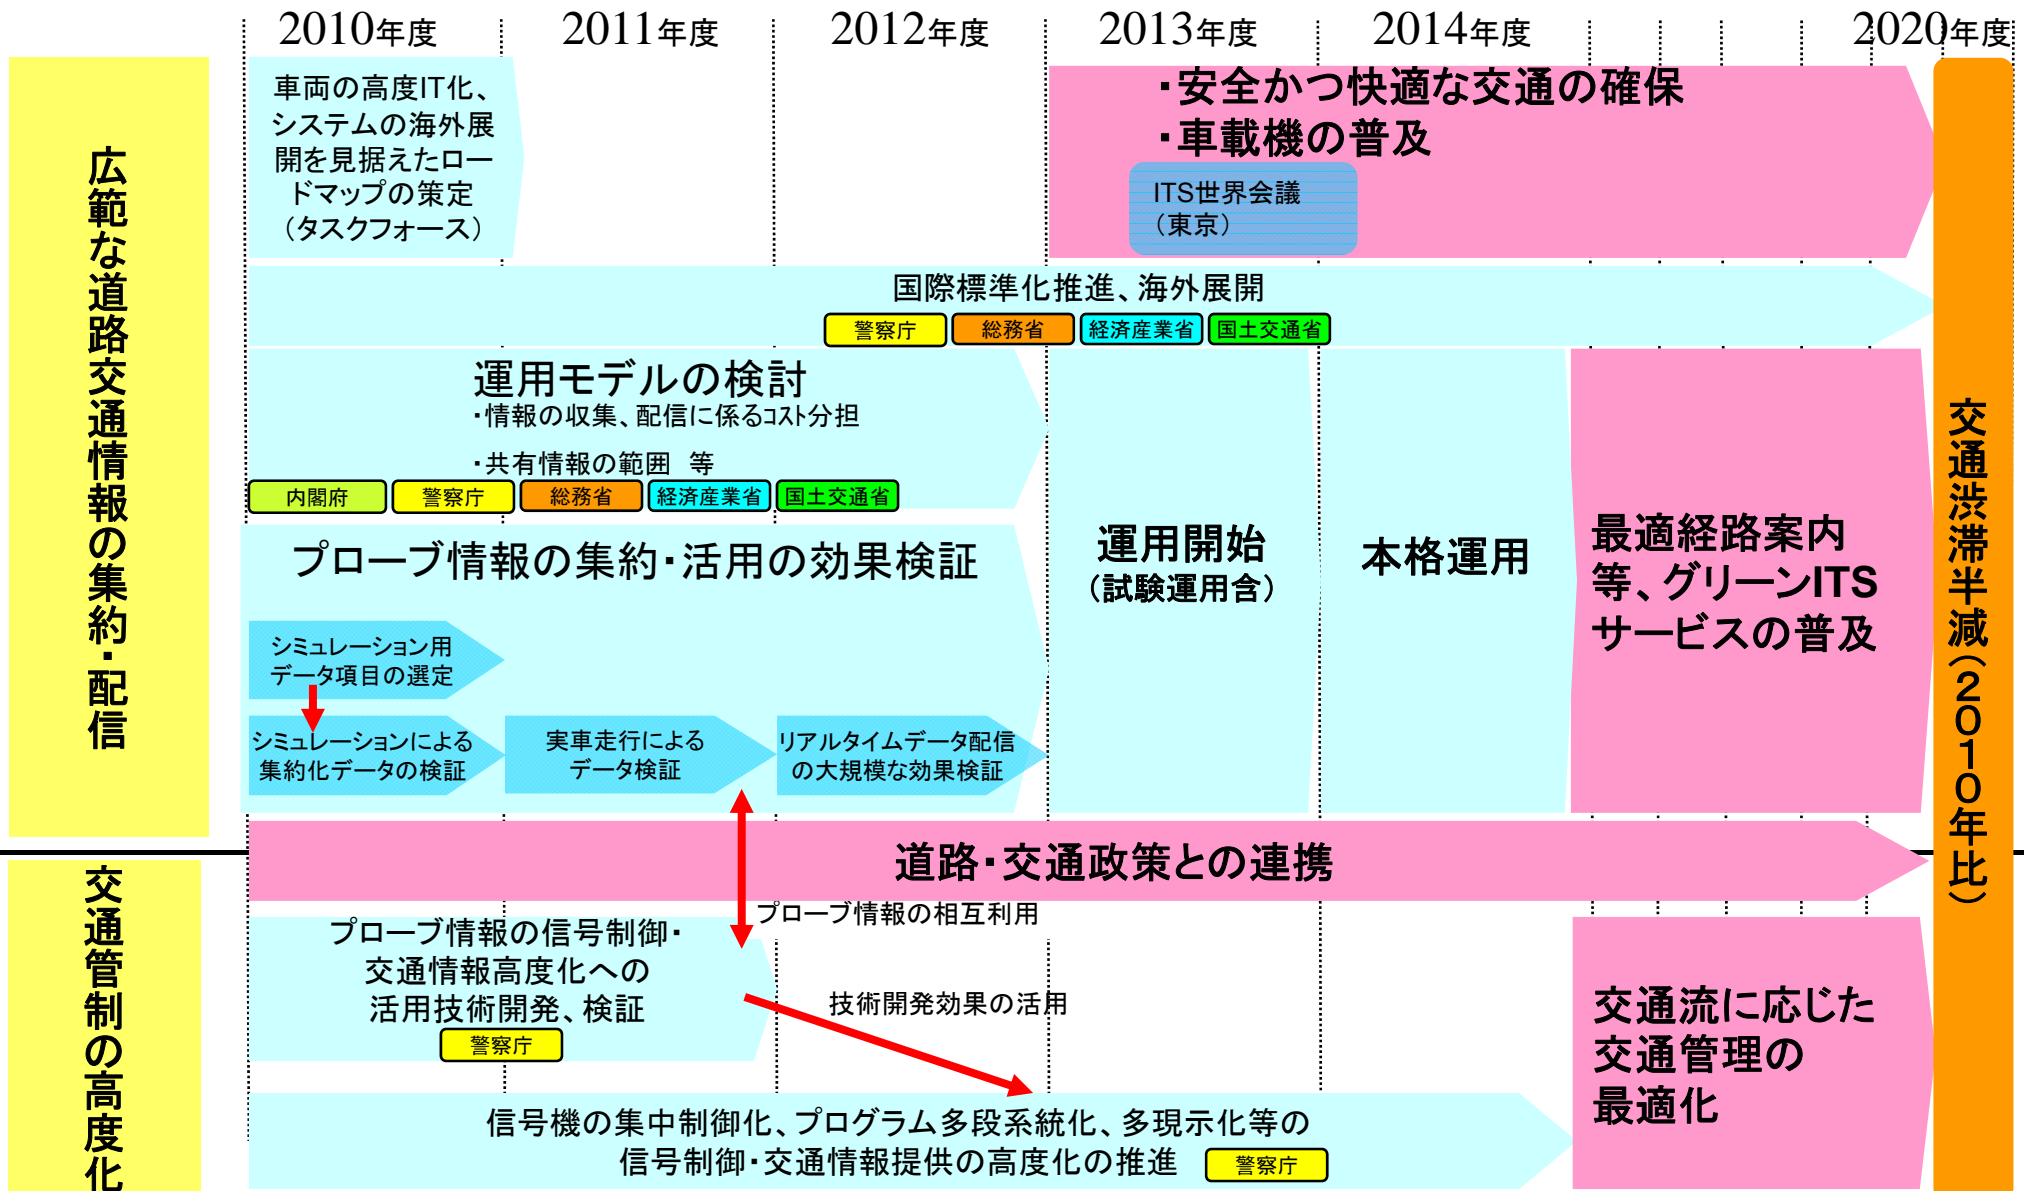 2010年度
2011年度
2012年度
2013年度
2014年度
2020年度
広範な道路交通情報の集約・配信
車両の高度IT化、
システムの海外展
開を見据えたロー
ドマップの策定
（タスクフォース）
・安全かつ快適な交通の確保
・車載機の普及
ITS世界会議
（東京）
国際標準化推進、海外展開
警察庁
総務省
経済産業省
国土交通省
運用モデルの検討
・情報の収集、配信に係るコスト分担
・共有情報の範囲　等
内閣府
警察庁
総務省
経済産業省
国土交通省
プローブ情報の集約・活用の効果検証
シミュレーション用
データ項目の選定
シミュレーションによる
集約化データの検証
実車走行による
データ検証
リアルタイムデータ配信
の大規模な効果検証
運用開始
（試験運用含）
本格運用
最適経路案内
等、グリーンITS
サービスの普及
交通渋滞半減（２０１０年比）
道路・交通政策との連携
交通管制の高度化
プローブ情報の相互利用
プローブ情報の信号制御・
交通情報高度化への
活用技術開発、検証
警察庁
技術開発効果の活用
信号機の集中制御化、プログラム多段系統化、多現示化等の
信号制御・交通情報提供の高度化の推進
警察庁
交通流に応じた
交通管理の
最適化